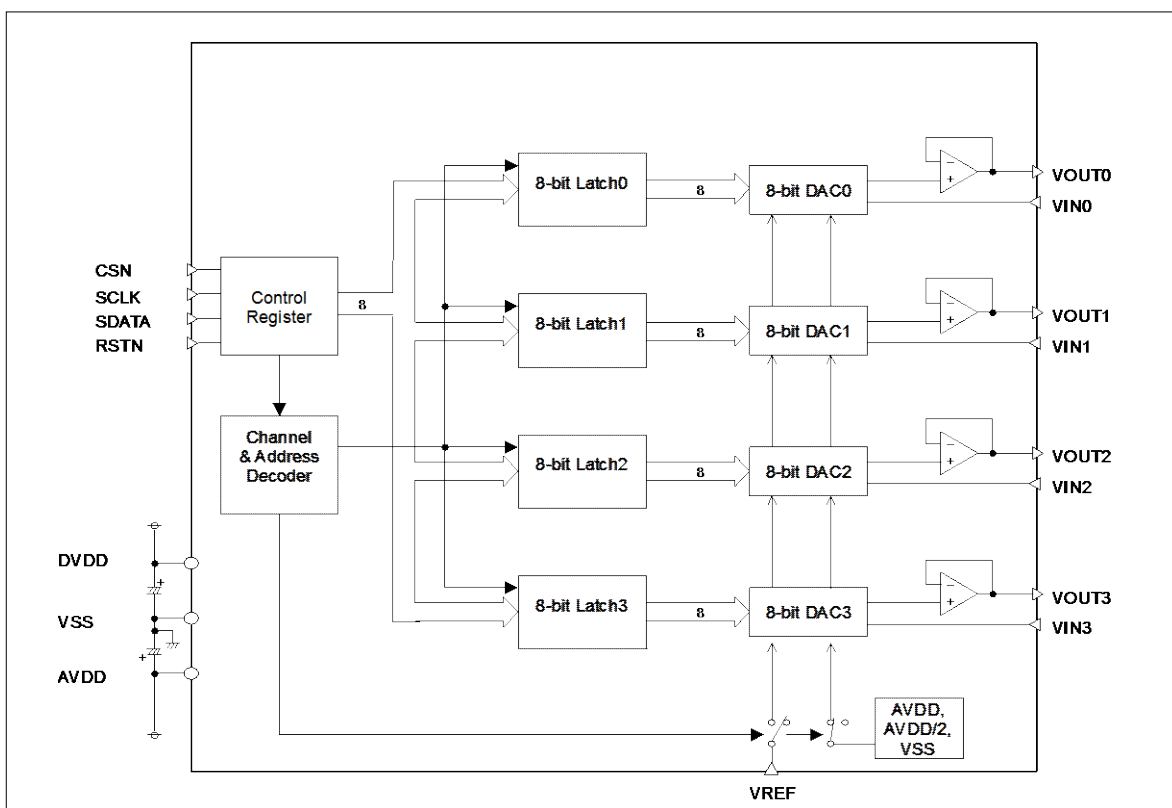 8-bit Latch0
8
8-bit DAC0
−
+
VOUT0
VIN0
CSN
SCLK
SDATA
RSTN
Control
Register
8
8-bit Latch1
8
8-bit DAC1
−
+
VOUT1
VIN1
Channel
& Address
Decoder
8-bit Latch2
8
8-bit DAC2
−
+
VOUT2
VIN2
DVDD
+
VSS
+
AVDD
8-bit Latch3
8
8-bit DAC3
−
+
VOUT3
VIN3
AVDD,
AVDD/2,
VSS
VREF